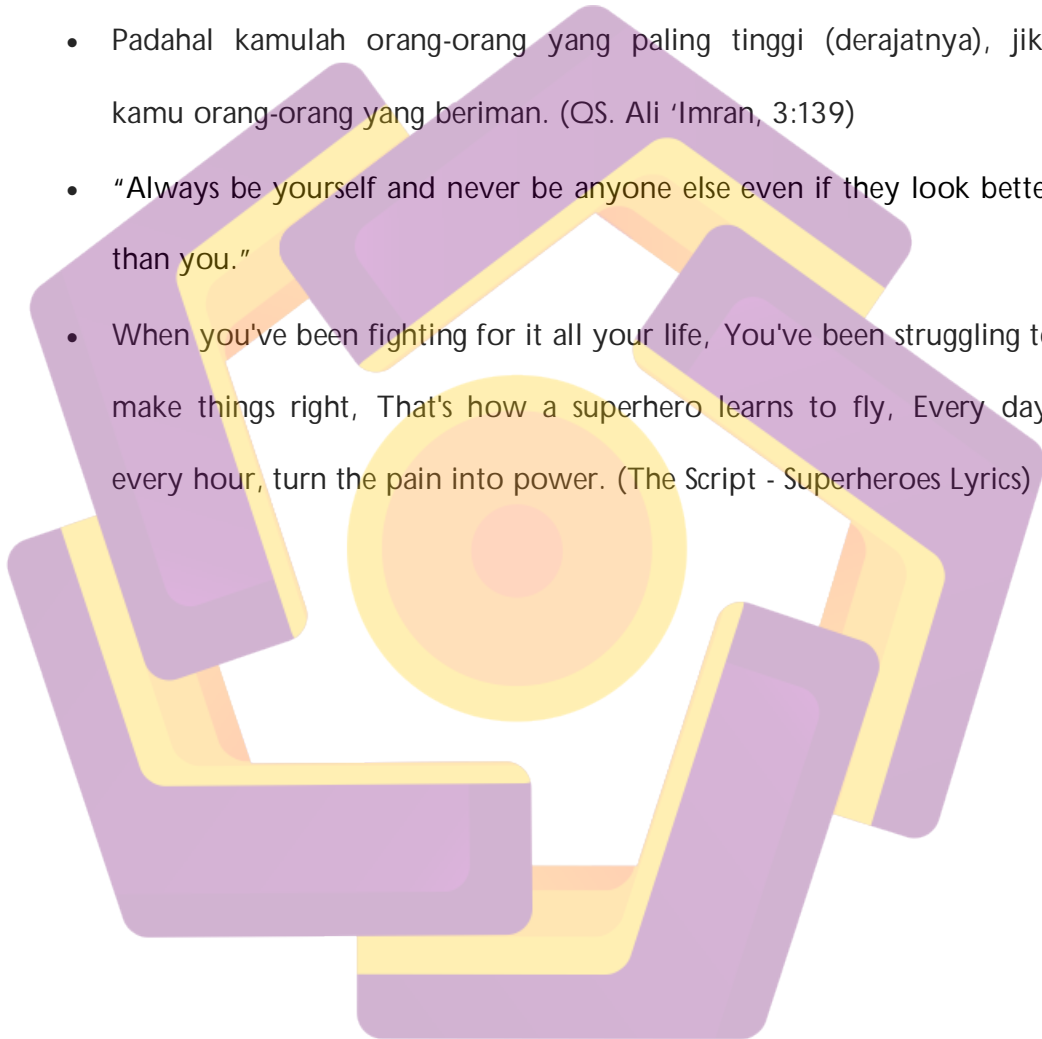 • Padahal kamulah orang-orang yang paling tinggi (derajatnya), jik
kamu orang-orang yang beriman. (QS. Ali ‘Imran, 3:139)
• “Always be yourself and never be anyone else even if they look bette
than you.”
• When you've been fighting for it all your life, You've been struggling to
make things right, That's how a superhero learns to fly, Every day,
every hour, turn the pain into power. (The Script - Superheroes Lyrics)